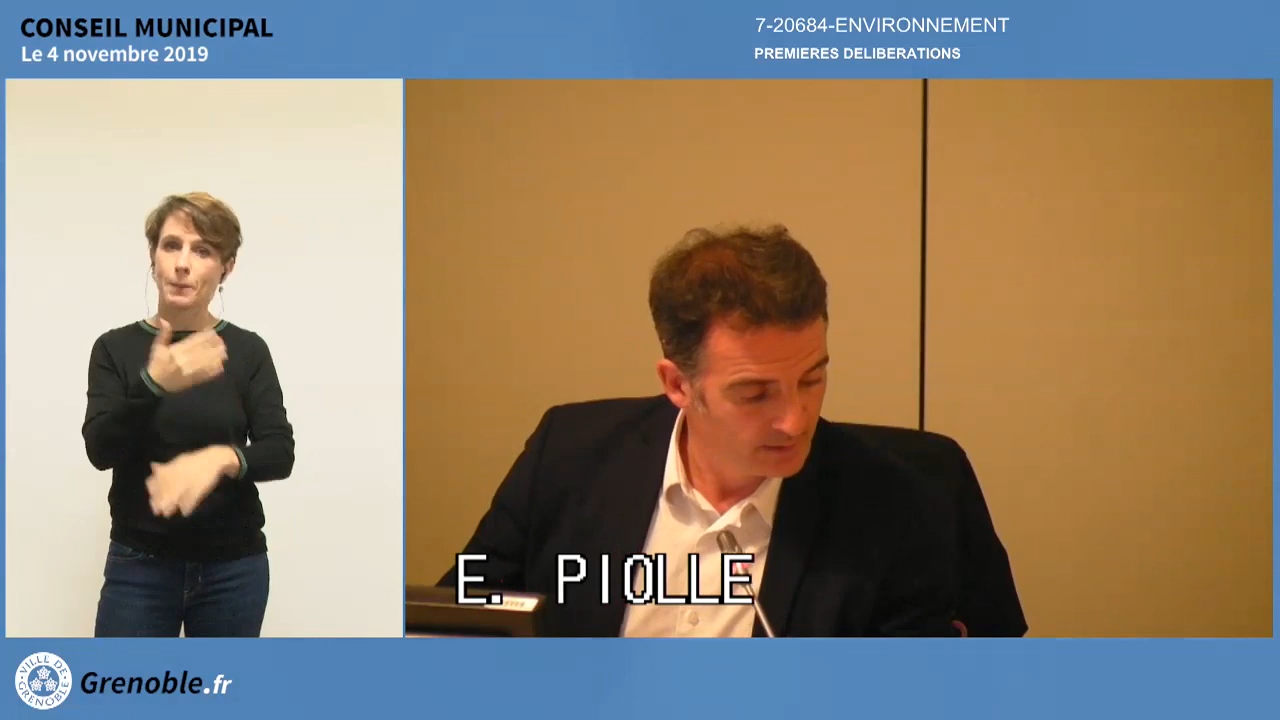 CONSEIL MUNICIPAL
Le 4 novembre 2019
7-20684-ENVIRONNEMENT
PREMIERES DELIBERATIONS
E. PIOLLE
VILLE DE
GRENOBLE
Grenoble.fr